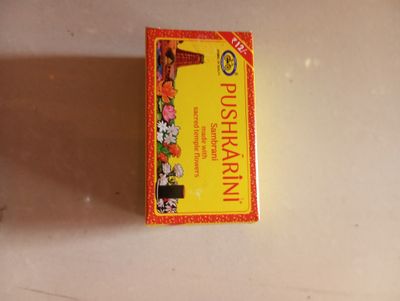 ₹12/-
PUSHKARINI
Sambrani
made with
sacred temple flowers